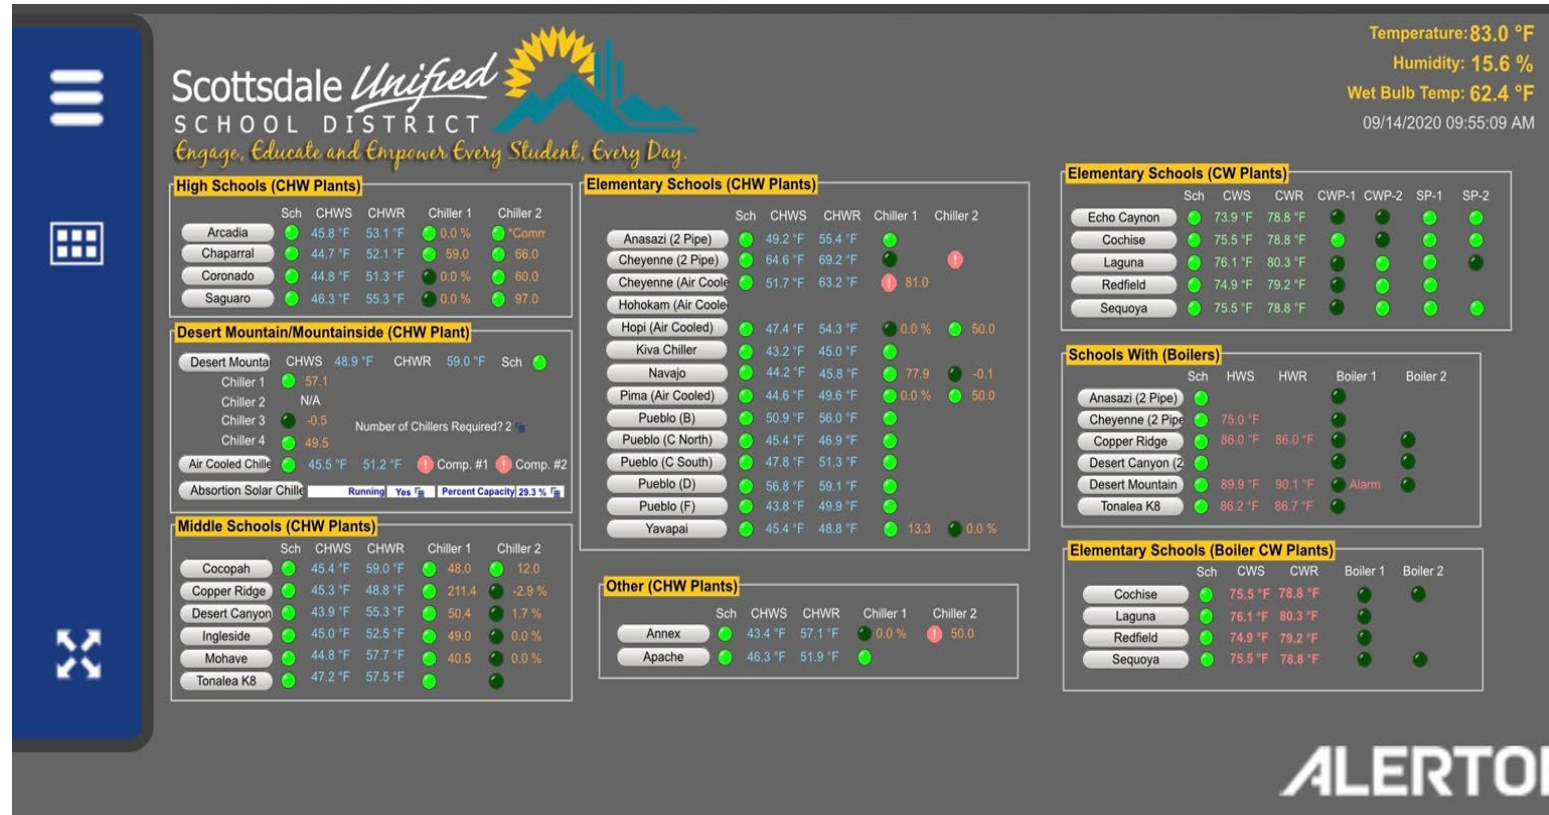 Temperature: 83.0 °F
Humidity: 15.6 %
Wet Bulb Temp: 62.4 °F
09/14/2020 09:55:09 AM
Scottsdale Unified
SCHOOL DISTRICT
Engage, Educate and Empower Every Student, Every Day.
High Schools (CHW Plants)
Sch CHWS CHWR Chiller 1 Chiller 2
Arcadia 45.8 °F 53.1 °F 0.0 % *Comm
Chaparral 44.7 °F 52.1 °F 59.0 66.0
Coronado 44.8 °F 51.3 °F 0.0 % 60.0
Saguaro 46.3 °F 55.3 °F 0.0 % 97.0
Desert Mountain/Mountainside (CHW Plant)
Desert Mountai CHWS 48.9 °F CHWR 59.0 °F Sch
Chiller 1 57.1
Chiller 2 N/A
Chiller 3 -0.5 Number of Chillers Required? 2
Chiller 4 49.5
Air Cooled Chille 45.5 °F 51.2 °F ! Comp. #1 ! Comp. #2
Absortion Solar Chille Running Yes Percent Capacity 29.3 %
Middle Schools (CHW Plants)
Sch CHWS CHWR Chiller 1 Chiller 2
Cocopah 45.4 °F 59.0 °F 48.0 12.0
Copper Ridge 45.3 °F 48.8 °F 211.4 -2.9 %
Desert Canyon 43.9 °F 55.3 °F 50.4 1.7 %
Ingleside 45.0 °F 52.5 °F 49.0 0.0 %
Mohave 44.8 °F 57.7 °F 40.5 0.0 %
Tonalea K8 47.2 °F 57.5 °F
Elementary Schools (CHW Plants)
Sch CHWS CHWR Chiller 1 Chiller 2
Anasazi (2 Pipe) 49.2 °F 55.4 °F
Cheyenne (2 Pipe) 64.6 °F 69.2 °F !
Cheyenne (Air Coole 51.7 °F 63.2 °F ! 81.0
Hohokam (Air Coole
Hopi (Air Cooled) 47.4 °F 54.3 °F 0.0 % 50.0
Kiva Chiller 43.2 °F 45.0 °F
Navajo 44.2 °F 45.8 °F 77.9 -0.1
Pima (Air Cooled) 44.6 °F 49.6 °F 0.0 % 50.0
Pueblo (B) 50.9 °F 56.0 °F
Pueblo (C North) 45.4 °F 46.9 °F
Pueblo (C South) 47.8 °F 51.3 °F
Pueblo (D) 56.8 °F 59.1 °F
Pueblo (F) 43.8 °F 49.9 °F
Yavapai 45.4 °F 48.8 °F 13.3 0.0 %
Other (CHW Plants)
Sch CHWS CHWR Chiller 1 Chiller 2
Annex 43.4 °F 57.1 °F 0.0 % ! 50.0
Apache 46.3 °F 51.9 °F
Elementary Schools (CW Plants)
Sch CWS CWR CWP-1 CWP-2 SP-1 SP-2
Echo Caynon 73.9 °F 78.8 °F
Cochise 75.5 °F 78.8 °F
Laguna 76.1 °F 80.3 °F
Redfield 74.9 °F 79.2 °F
Sequoya 75.5 °F 78.8 °F
Schools With (Boilers)
Sch HWS HWR Boiler 1 Boiler 2
Anasazi (2 Pipe)
Cheyenne (2 Pipe 75.0 °F
Copper Ridge 86.0 °F 86.0 °F
Desert Canyon (2
Desert Mountain 89.9 °F 90.1 °F Alarm
Tonalea K8 86.2 °F 86.7 °F
Elementary Schools (Boiler CW Plants)
Sch CWS CWR Boiler 1 Boiler 2
Cochise 75.5 °F 78.8 °F
Laguna 76.1 °F 80.3 °F
Redfield 74.9 °F 79.2 °F
Sequoya 75.5 °F 78.8 °F
ALERTO